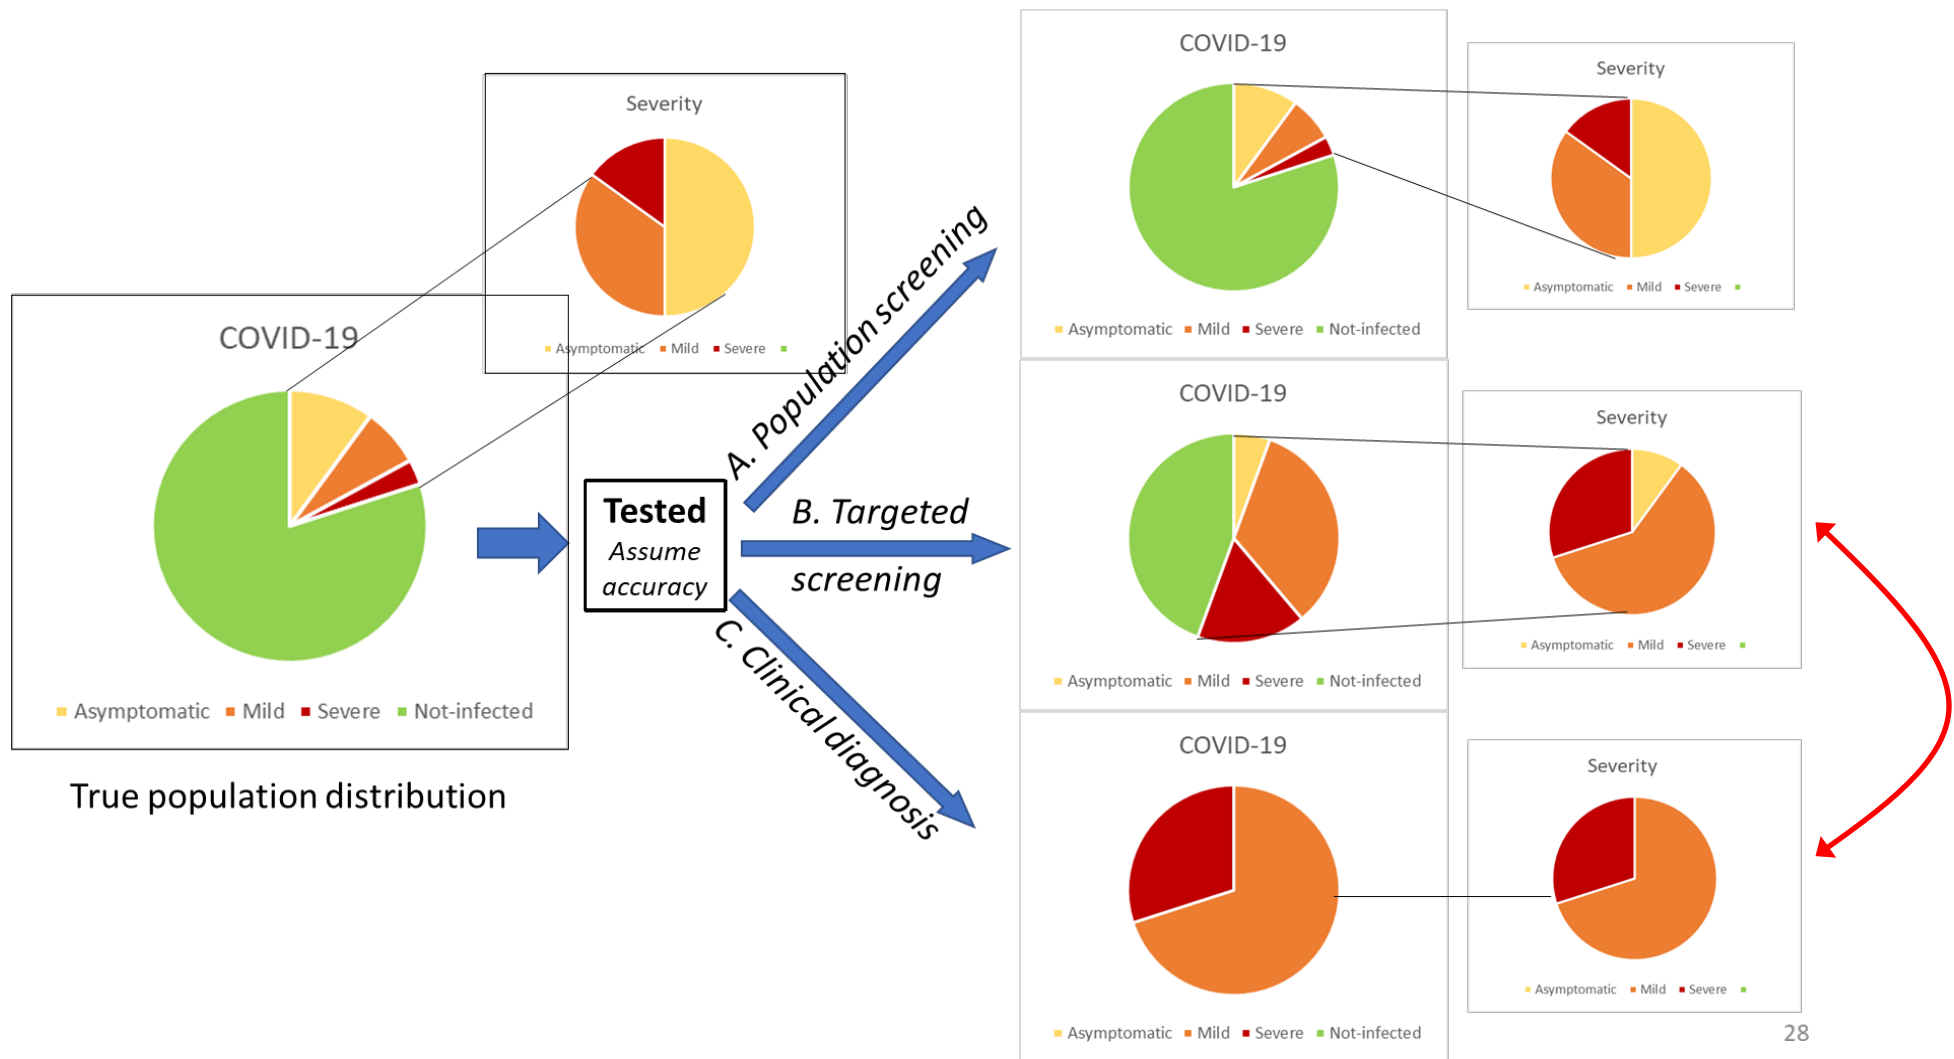 Severity
Asymptomatic Mild Severe
COVID-19
Asymptomatic Mild Severe Not-infected
True population distribution
Tested
Assume
accuracy
A. Population screening
B. Targeted
screening
C. Clinical diagnosis
COVID-19
Asymptomatic Mild Severe Not-infected
Severity
Asymptomatic Mild Severe
COVID-19
Asymptomatic Mild Severe Not-infected
Severity
Asymptomatic Mild Severe
COVID-19
Asymptomatic Mild Severe Not-infected
Severity
Asymptomatic Mild Severe
28